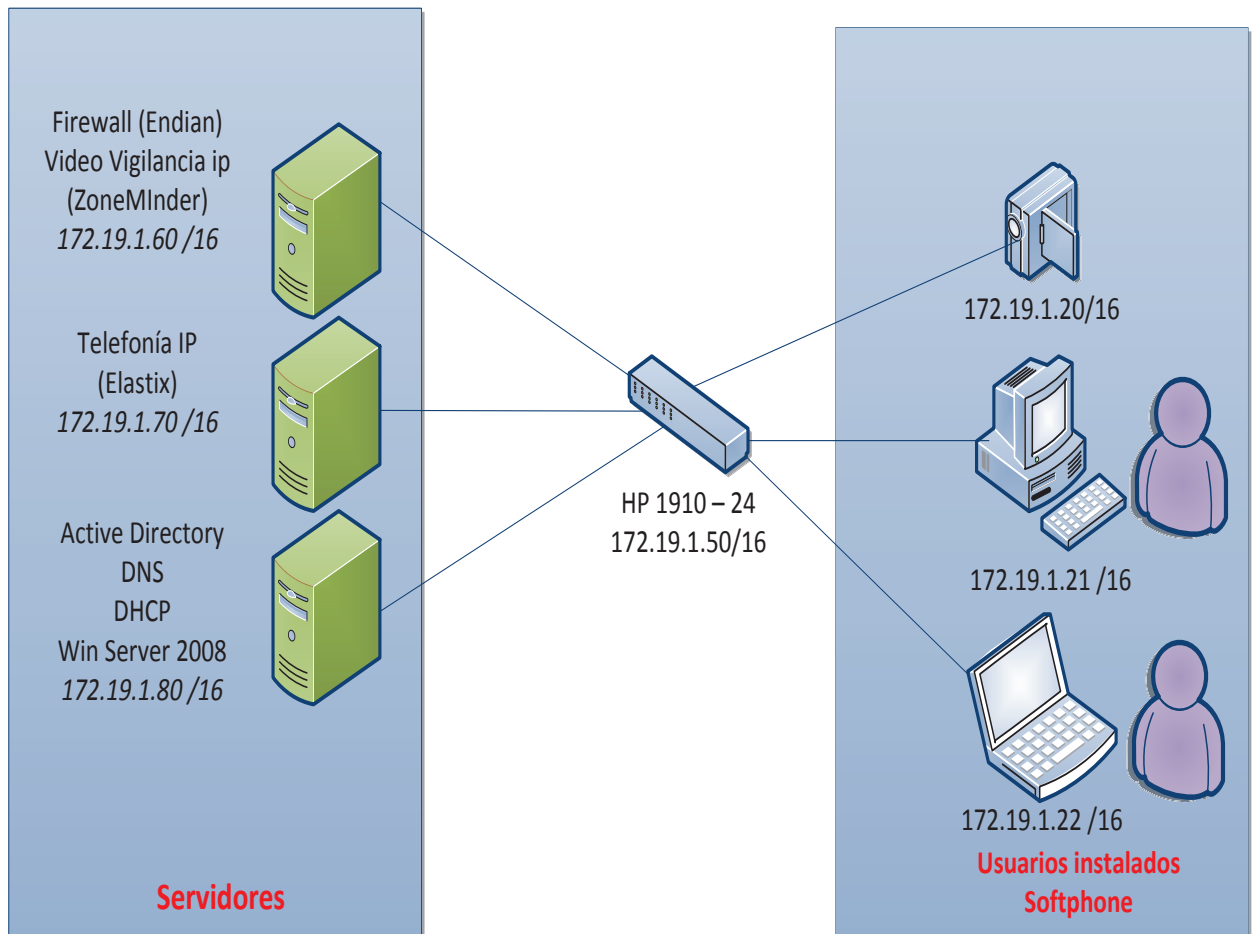 Firewall (Endian)
Video Vigilancia ip
(ZoneMInder)
172.19.1.60 /16
Telefonía IP
(Elastix)
172.19.1.70 /16
Active Directory
DNS
DHCP
Win Server 2008
172.19.1.80 /16
Servidores
HP 1910 – 24
172.19.1.50/16
172.19.1.20/16
172.19.1.21 /16
172.19.1.22 /16
Usuarios instalados
Softphone